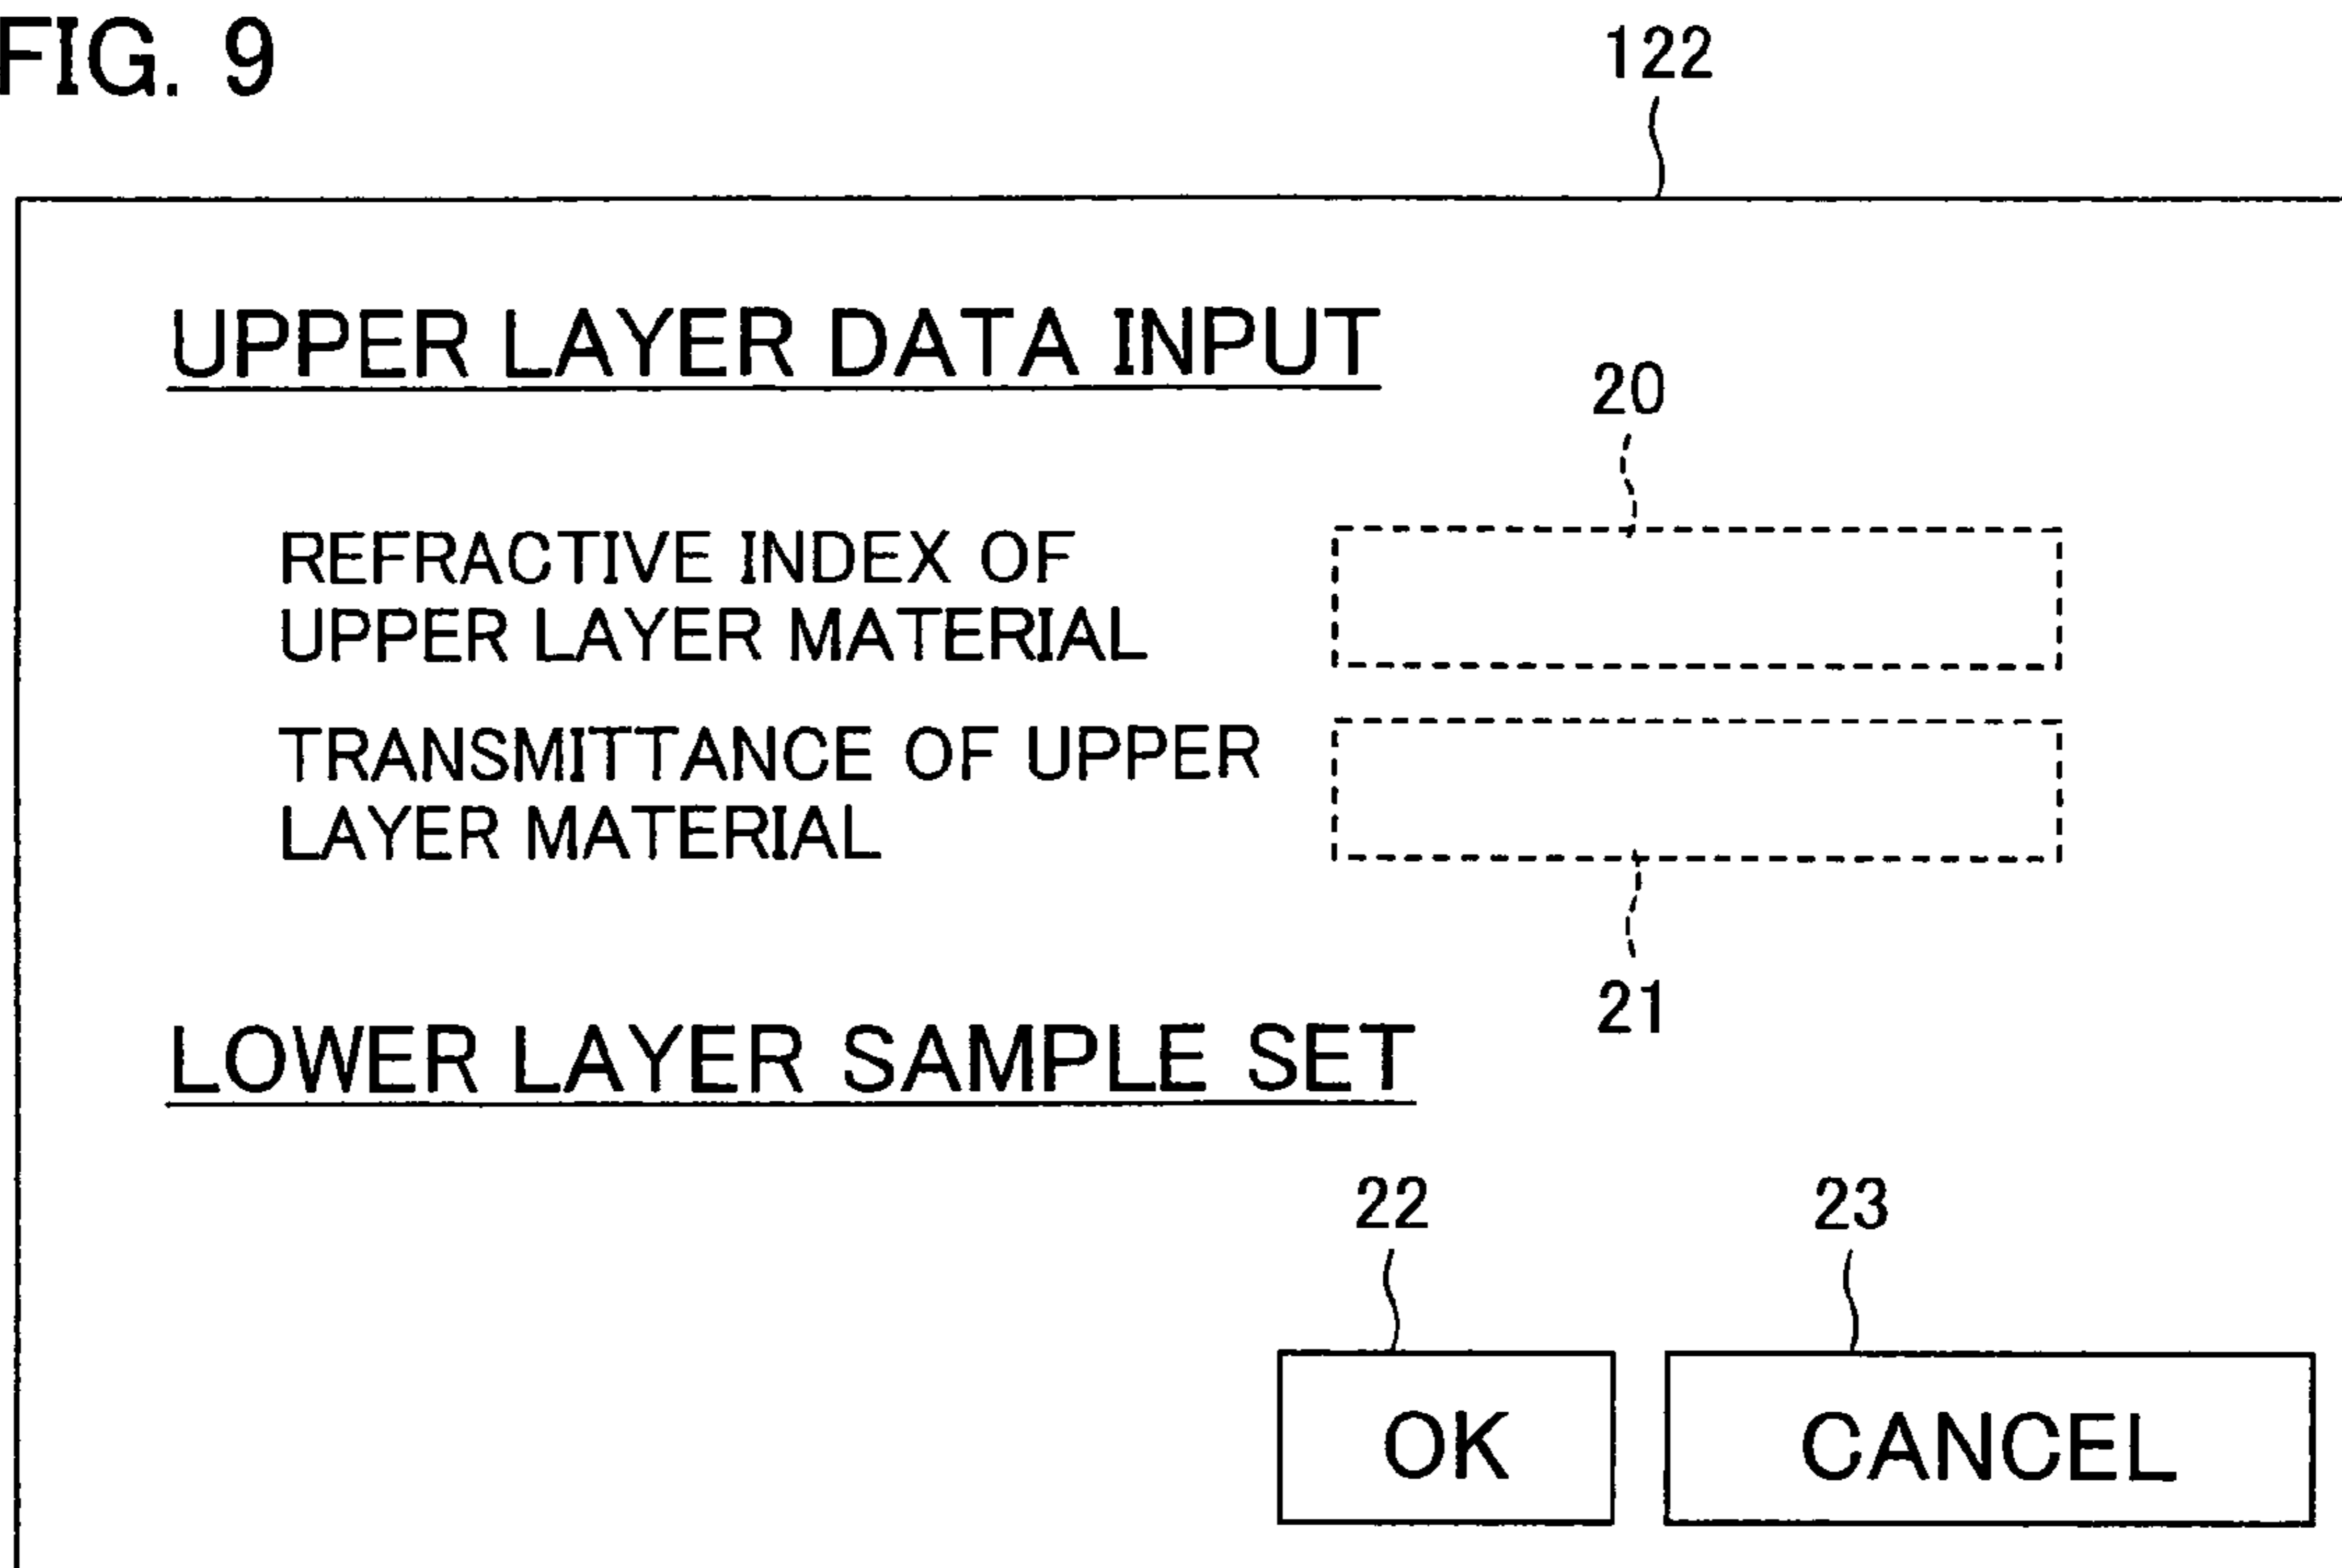 FIG. 9
122
UPPER LAYER DATA INPUT
20
REFRACTIVE INDEX OF
UPPER LAYER MATERIAL
TRANSMITTANCE OF UPPER
LAYER MATERIAL
21
LOWER LAYER SAMPLE SET
22 23
OK CANCEL